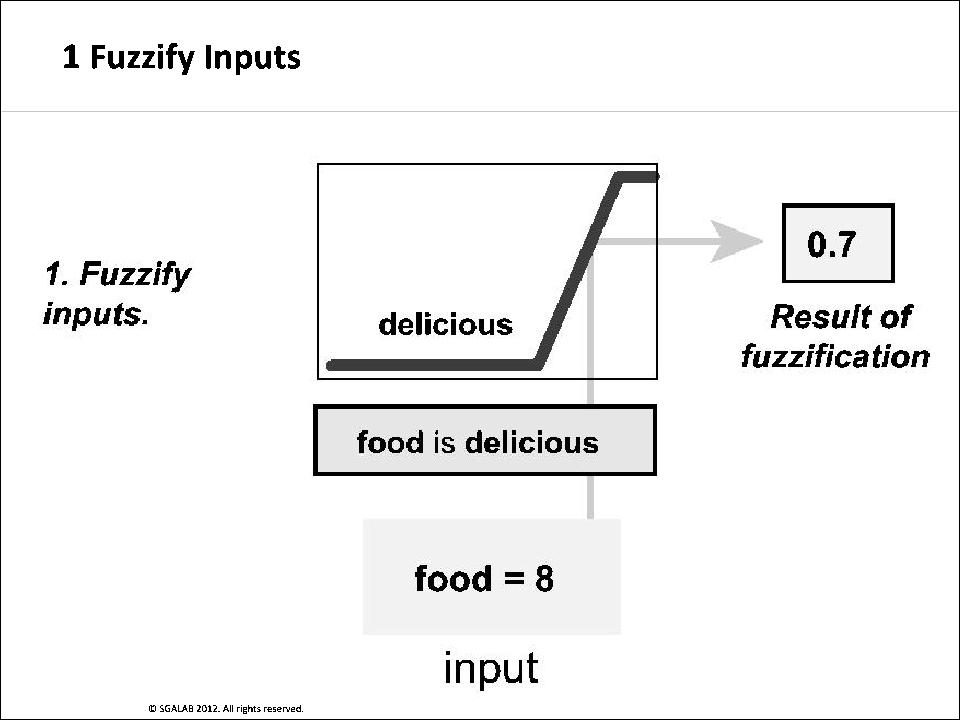 1 Fuzzify Inputs
1. Fuzzify
inputs.
delicious
0.7
Result of
fuzzification
food is delicious
food = 8
input
© SGALAB 2012. All rights reserved.